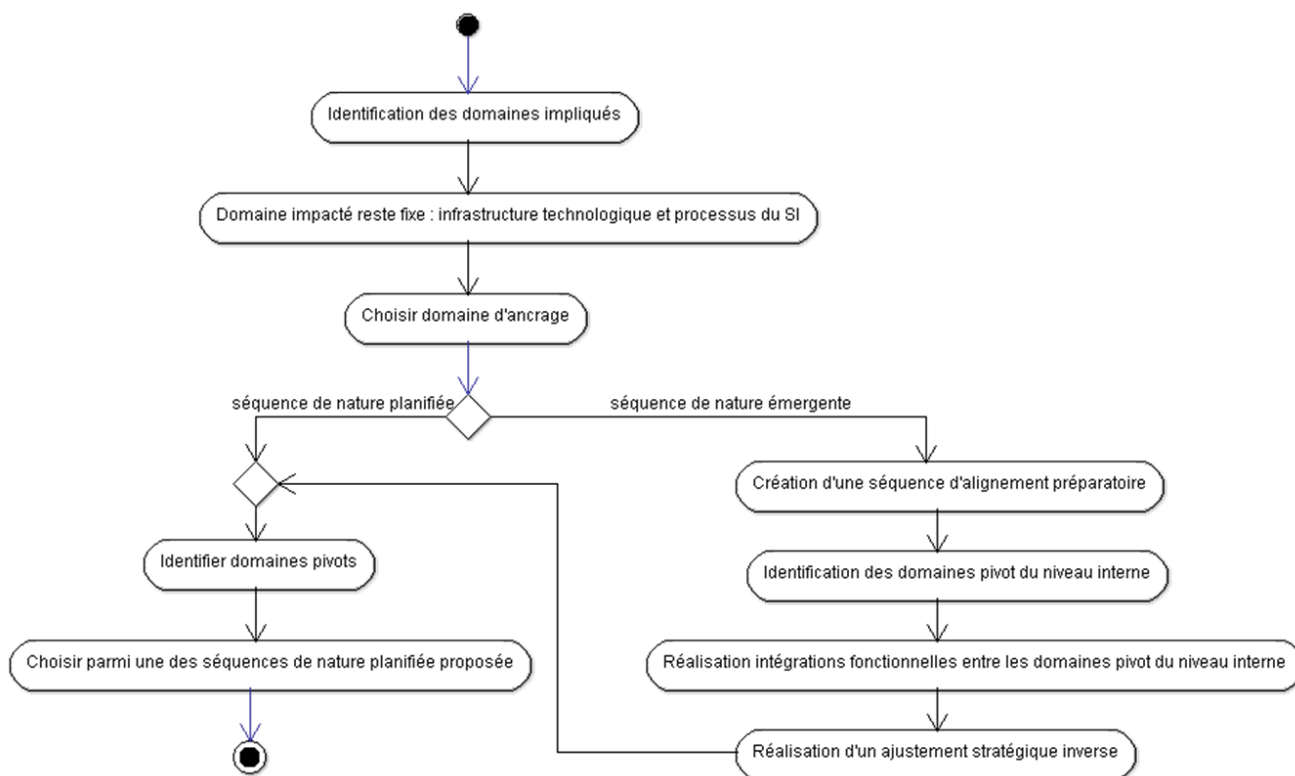 Identification des domaines impliqués
Domaine impacté reste fixe : infrastructure technologique et processus du SI
Choisir domaine d'ancrage
séquence de nature planifiée
séquence de nature émergente
Création d'une séquence d'alignement préparatoire
Identifier domaines pivots
Identification des domaines pivot du niveau interne
Choisir parmi une des séquences de nature planifiée proposée
Réalisation intégrations fonctionnelles entre les domaines pivot du niveau interne
Réalisation d'un ajustement stratégique inverse